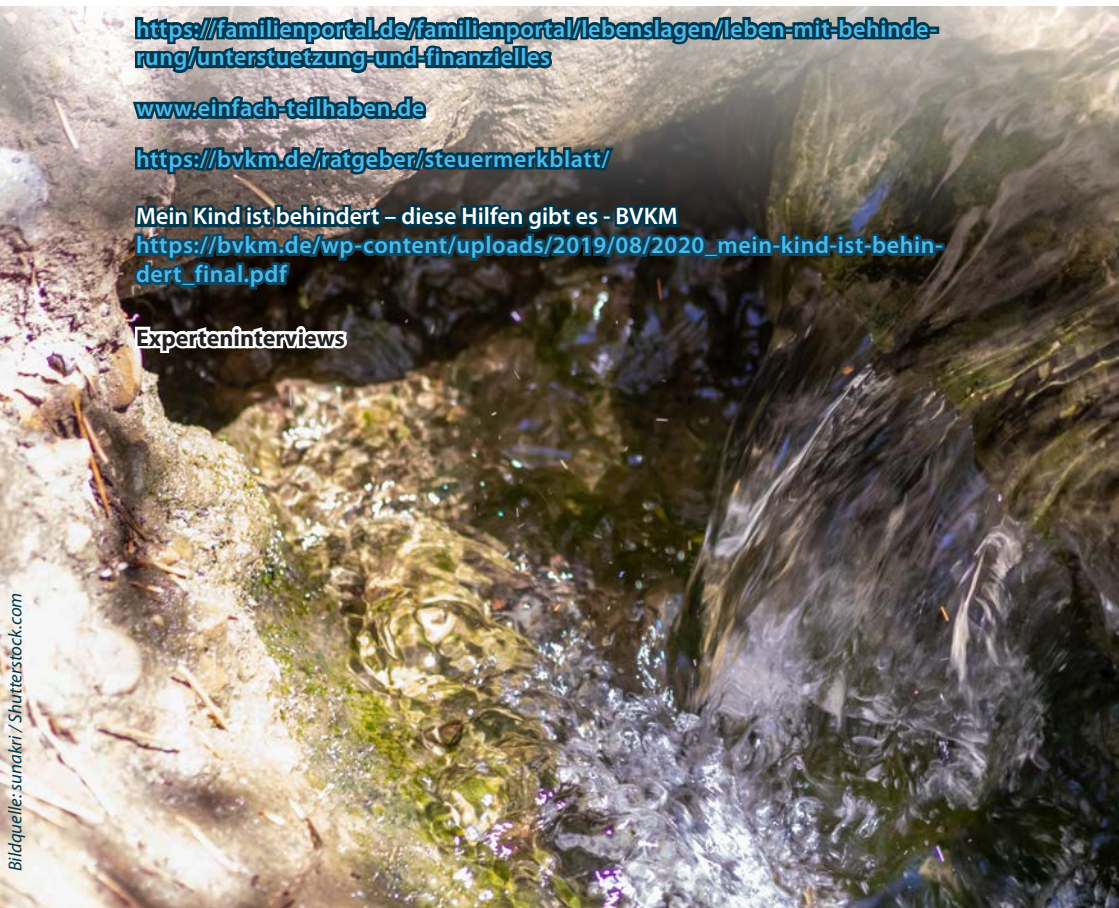 https://familienportal.de/familienportal/lebenslagen/leben-mit-behinde-
rung/unterstuetzung-und-finanzielles
www.einfach-teilhaben.de
https://bvkm.de/ratgeber/steuermerkblatt/
Mein Kind ist behindert – diese Hilfen gibt es - BVKM
https://bvkm.de/wp-content/uploads/2019/08/2020_mein-kind-ist-behin-
dert_final.pdf
Experteninterviews
Bildquelle: sunakri / Shutterstock.com